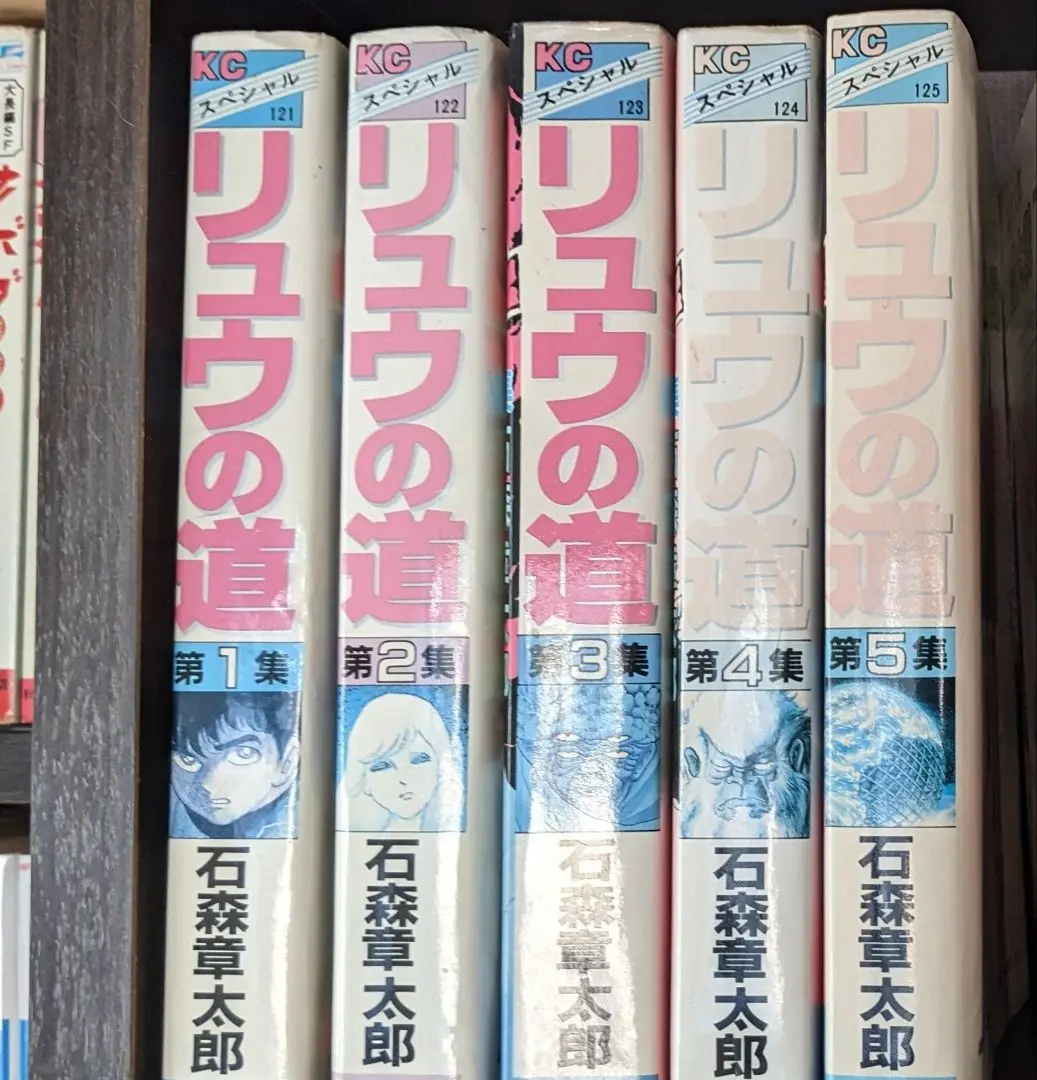 大長編SF
サボ
KC
スペシャル
121
リュウの道
第1集
石森章太郎
KC
スペシャル
122
リュウの道
第2集
石森章太郎
KC
スペシャル
123
リュウの道
第3集
石森章太郎
KC
スペシャル
124
リュウの道
第4集
石森章太郎
KC
スペシャル
125
リュウの道
第5集
石森章太郎